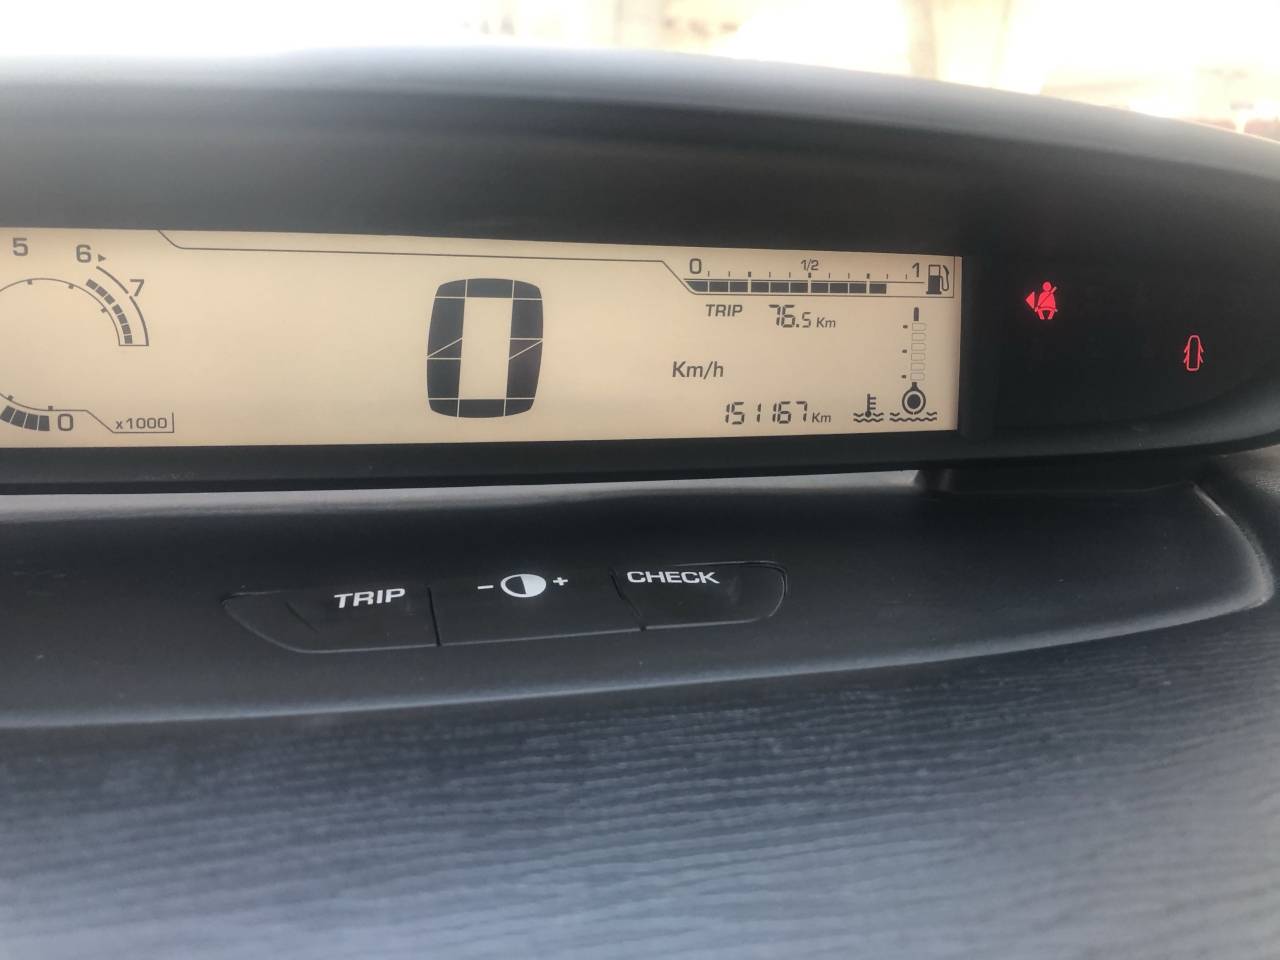 5 6 7
0 x1000
0
0 1/2 1
TRIP 76.5 Km
Km/h
151167 Km
TRIP - + CHECK